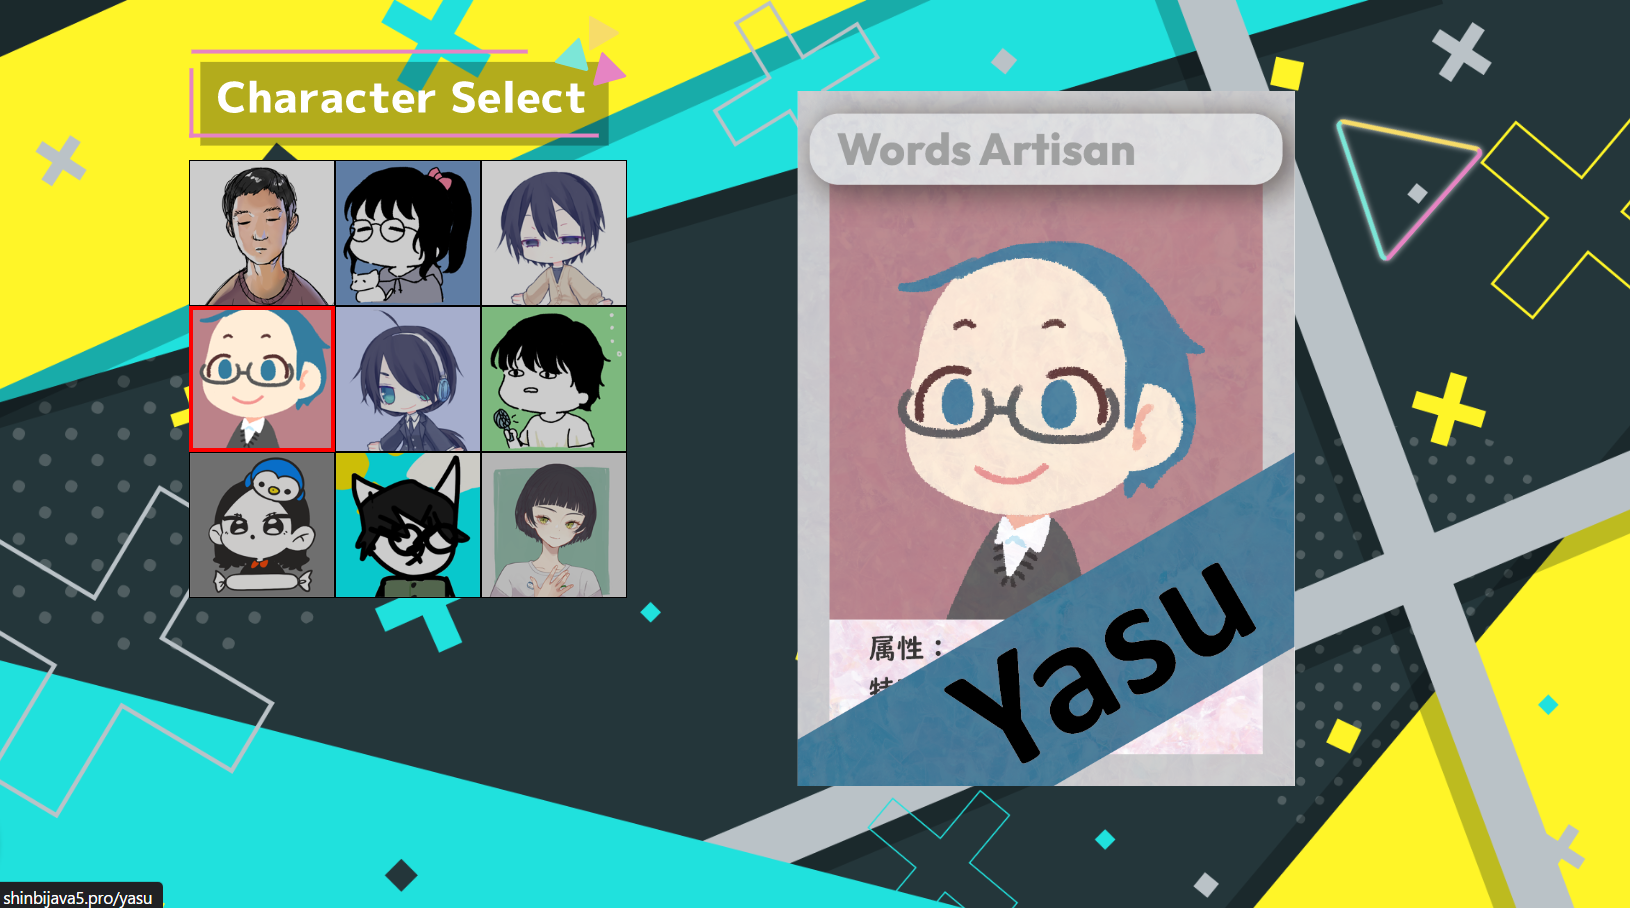 Character Select
Words Artisan
属性：
Yasu
shinbijava5.pro/yasu